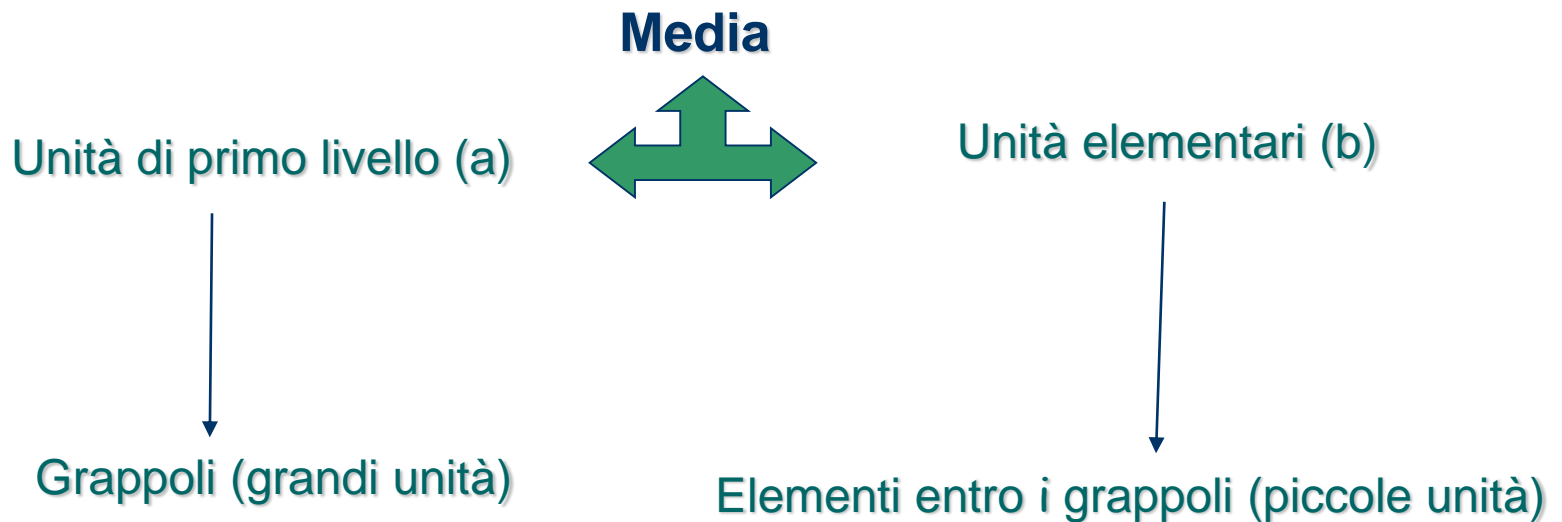 Media
Unità di primo livello (a)
Unità elementari (b)
Grappoli (grandi unità)
Elementi entro i grappoli (piccole unità)